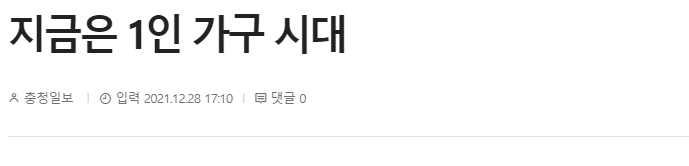 지금은 1인 가구 시대
충청일보 | 입력 2021.12.28 17:10 | 댓글 0